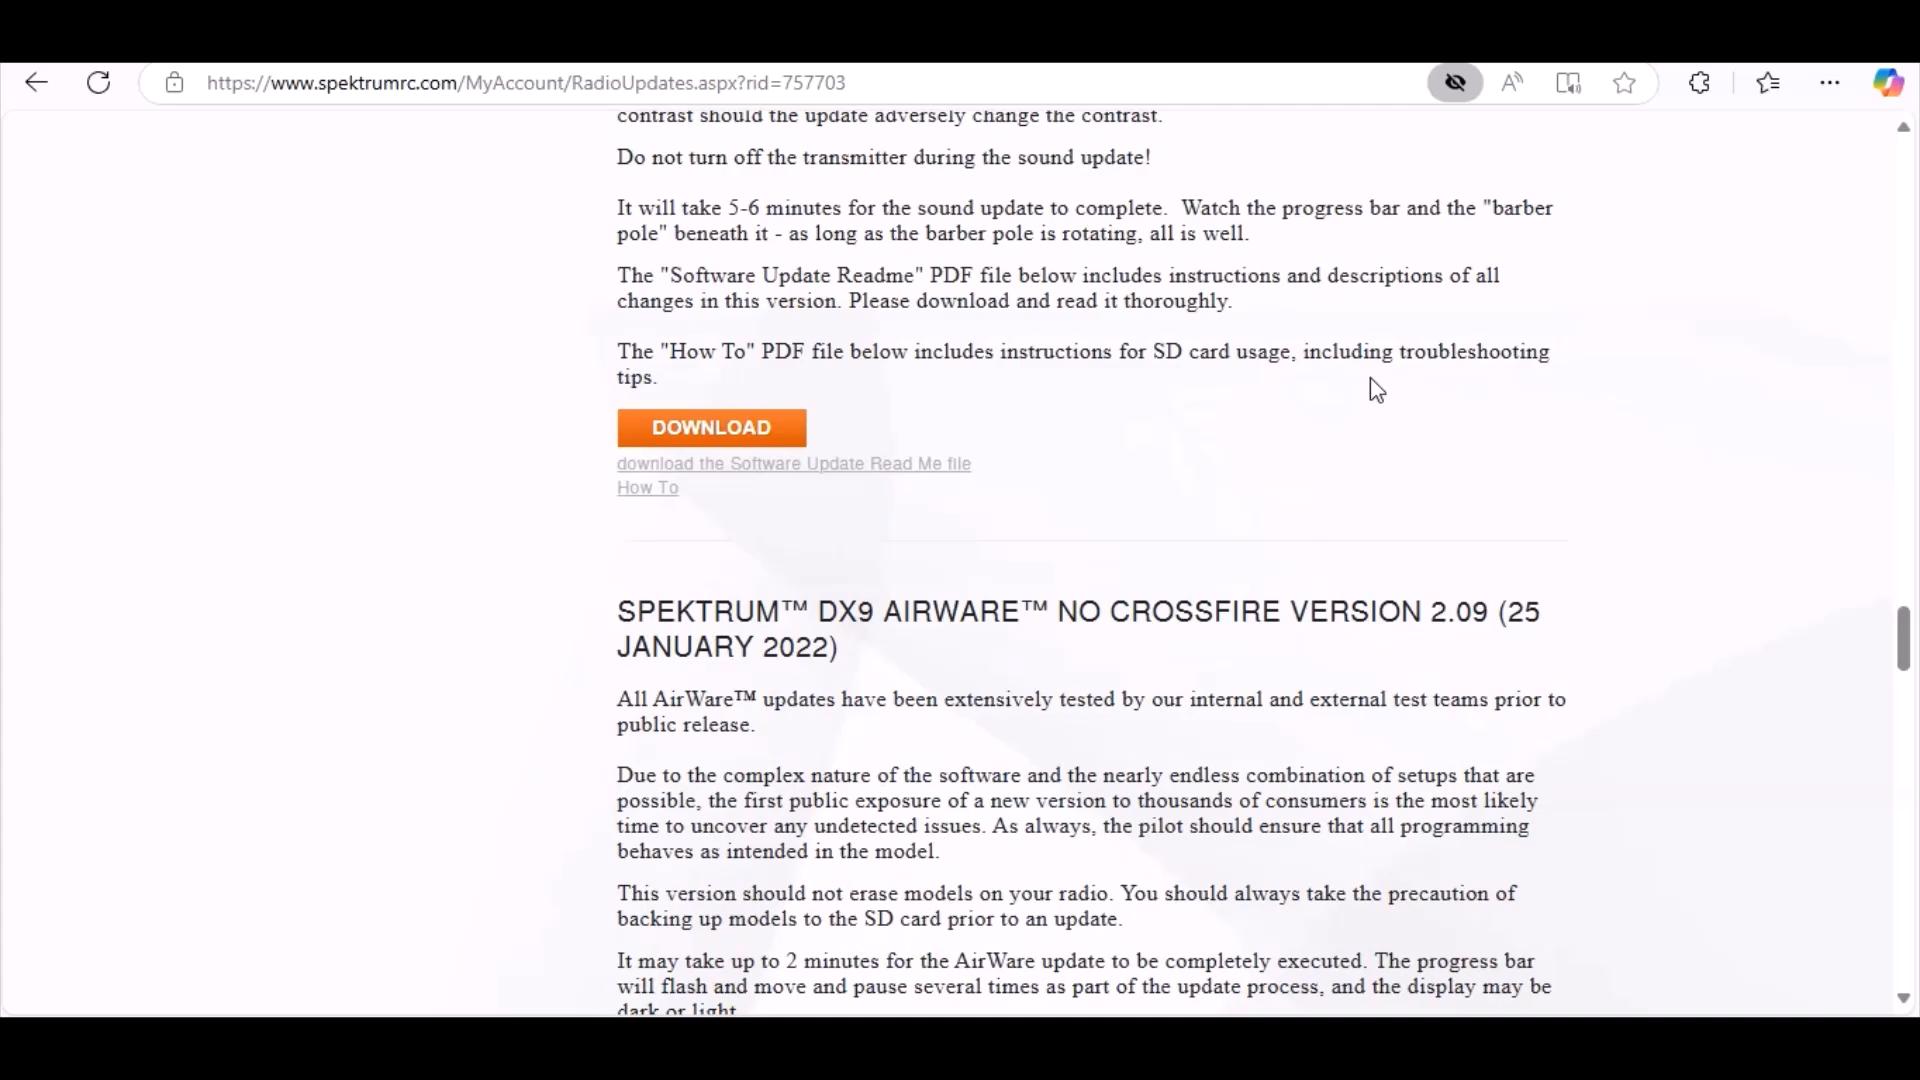 https://www.spektrumrc.com/MyAccount/RadioUpdates.aspx?rid=757703
contrast should the update adversely change the contrast.
Do not turn off the transmitter during the sound update!
It will take 5-6 minutes for the sound update to complete.  Watch the progress bar and the "barber
pole" beneath it - as long as the barber pole is rotating, all is well.
The "Software Update Readme" PDF file below includes instructions and descriptions of all
changes in this version. Please download and read it thoroughly.
The "How To" PDF file below includes instructions for SD card usage, including troubleshooting
tips.
DOWNLOAD
download the Software Update Read Me file
How To
SPEKTRUM™ DX9 AIRWARE™ NO CROSSFIRE VERSION 2.09 (25
JANUARY 2022)
All AirWare™ updates have been extensively tested by our internal and external test teams prior to
public release.
Due to the complex nature of the software and the nearly endless combination of setups that are
possible, the first public exposure of a new version to thousands of consumers is the most likely
time to uncover any undetected issues. As always, the pilot should ensure that all programming
behaves as intended in the model.
This version should not erase models on your radio. You should always take the precaution of
backing up models to the SD card prior to an update.
It may take up to 2 minutes for the AirWare update to be completely executed. The progress bar
will flash and move and pause several times as part of the update process, and the display may be
dark or light